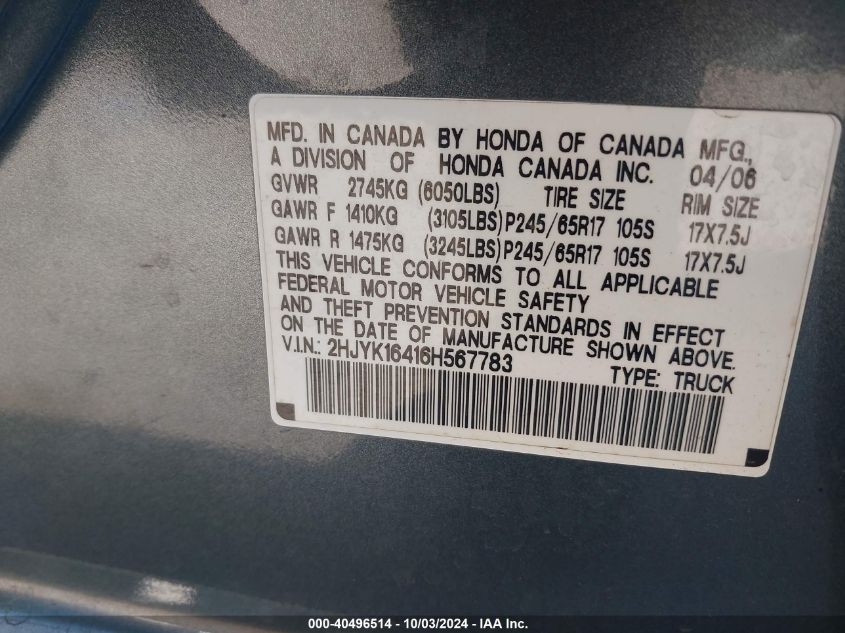 MFD. IN CANADA BY HONDA OF CANADA MFG.,
A DIVISION OF HONDA CANADA INC. 04/06
GVWR 2745KG (6050LBS) TIRE SIZE RIM SIZE
GAWR F 1410KG (3105LBS) P245/65R17 105S 17X7.5J
GAWR R 1475KG (3245LBS) P245/65R17 105S 17X7.5J
THIS VEHICLE CONFORMS TO ALL APPLICABLE
FEDERAL MOTOR VEHICLE SAFETY
AND THEFT PREVENTION STANDARDS IN EFFECT
ON THE DATE OF MANUFACTURE SHOWN ABOVE.
V.I.N.: 2HJYK16416H567783 TYPE: TRUCK
000-40496514 - 10/03/2024 - IAA Inc.